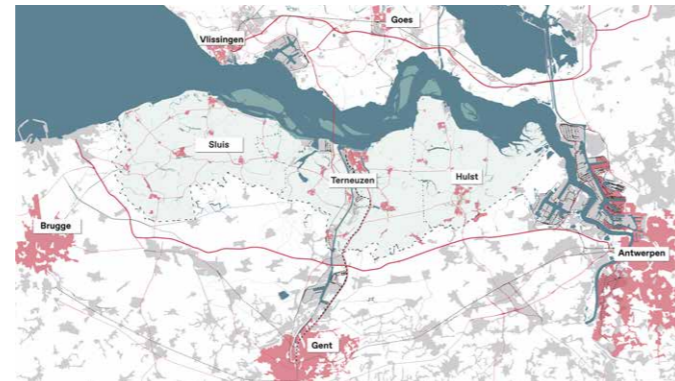 Goes
Vlissingen
Sluis
Terneuzen
Hulst
Brugge
Antwerpen
Gent